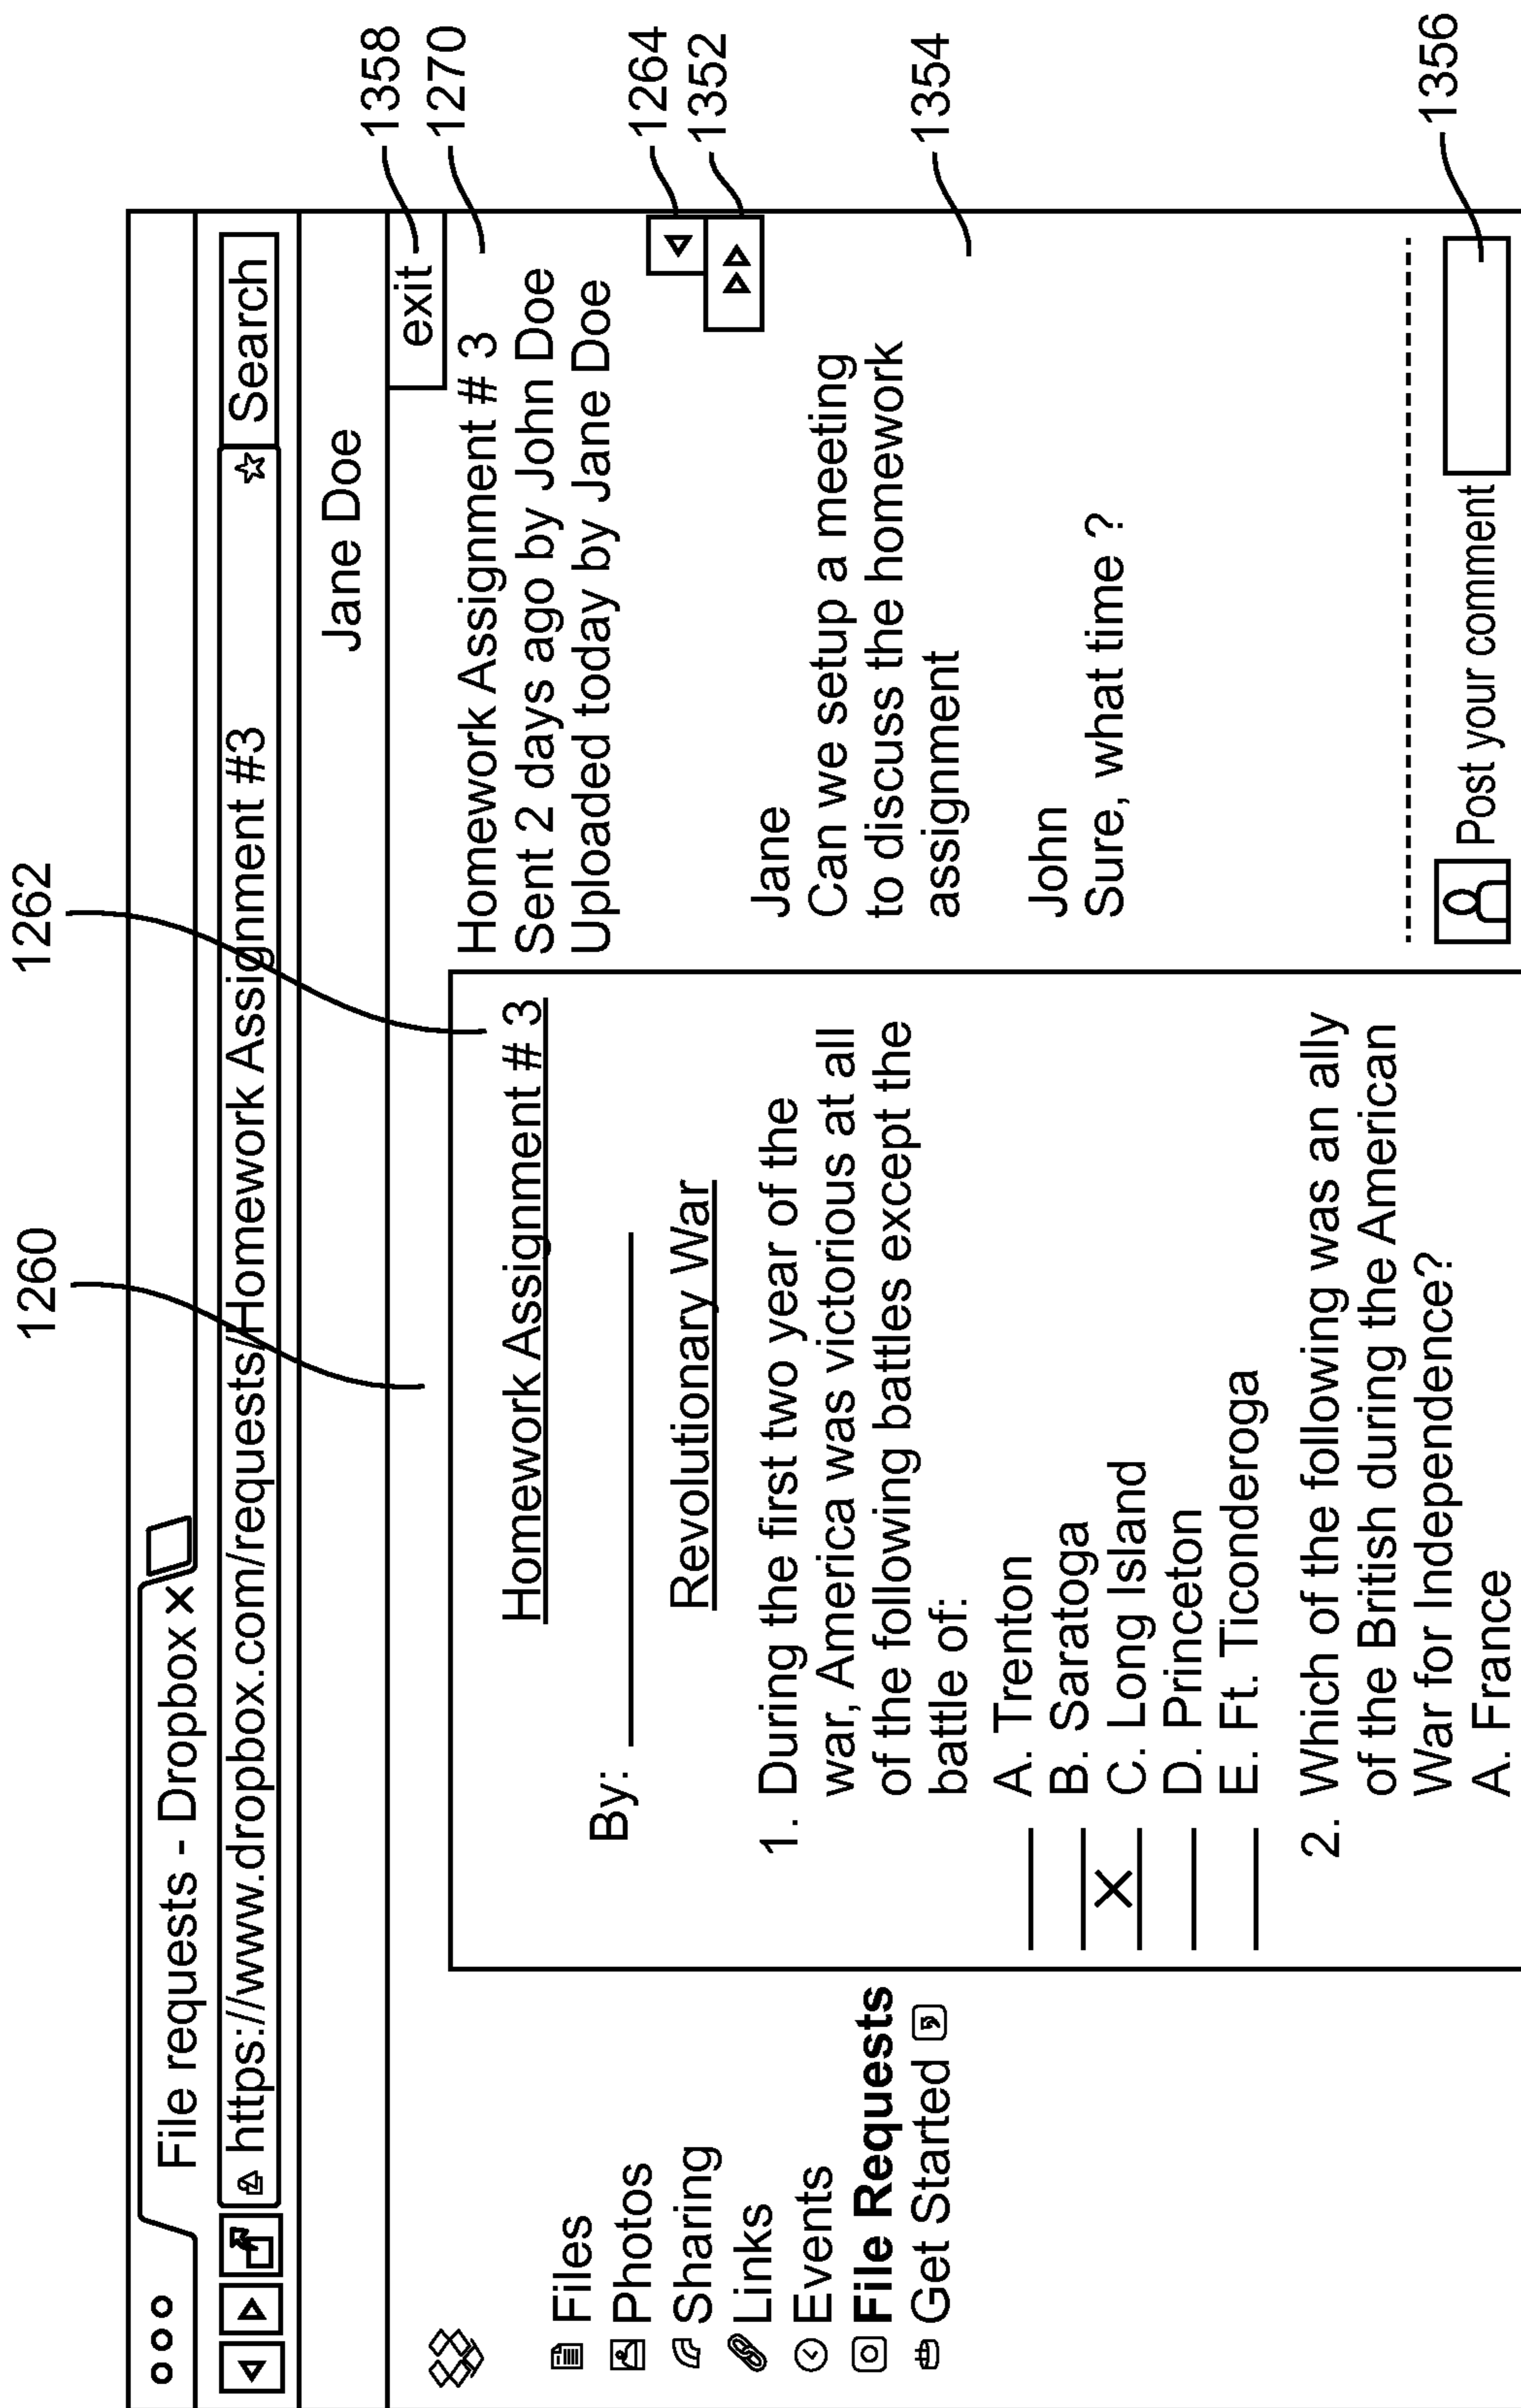 1260
1262
File requests - Dropbox ×
https://www.dropbox.com/requests/Homework Assignment #3
Search
Jane Doe
exit
1358
1270
1264
1352
1354
1356
Files
Photos
Sharing
Links
Events
File Requests
Get Started
Homework Assignment # 3
By:
Revolutionary War
1. During the first two year of the
war, America was victorious at all
of the following battles except the
battle of:
A. Trenton
B. Saratoga
X C. Long Island
D. Princeton
E. Ft. Ticonderoga
2. Which of the following was an ally
of the British during the American
War for Independence?
A. France
Homework Assignment # 3
Sent 2 days ago by John Doe
Uploaded today by Jane Doe
Jane
Can we setup a meeting
to discuss the homework
assignment
John
Sure, what time ?
Post your comment